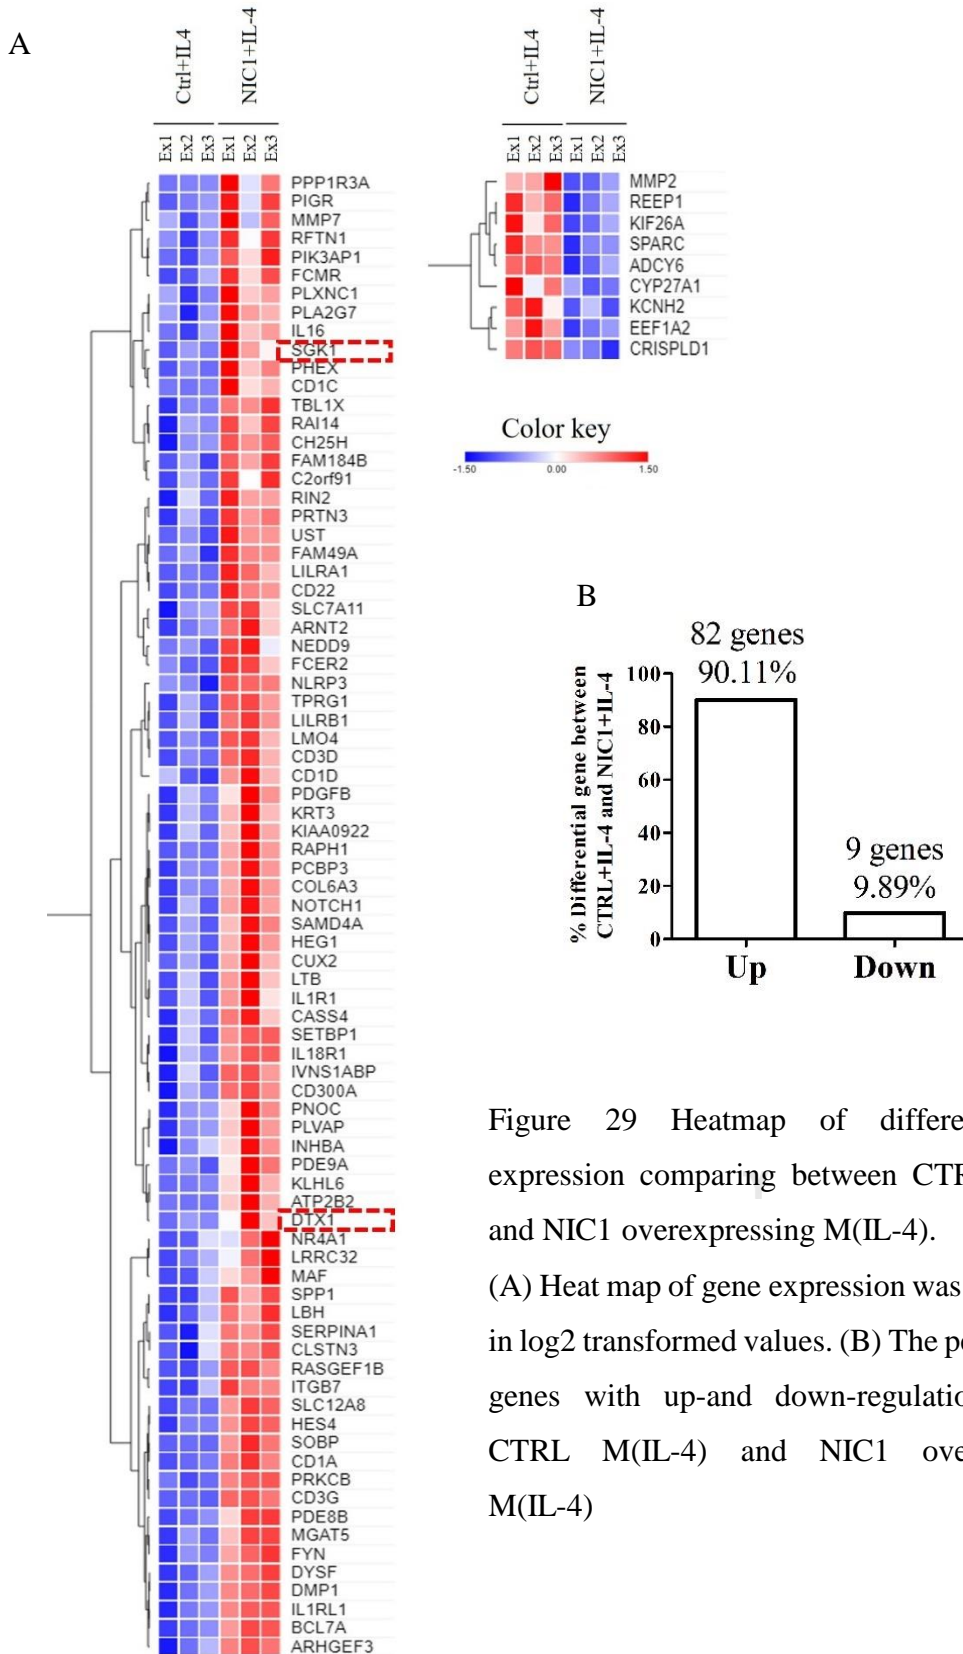 A
Ctrl+IL4
NIC1+IL-4
Ex1
Ex2
Ex3
Ex1
Ex2
Ex3
PPP1R3A
PIGR
MMP7
RFTN1
PIK3AP1
FCMR
PLXNC1
PLA2G7
IL16
SGK1
PHEX
CD1C
TBL1X
RAI14
CH25H
FAM184B
C2orf91
RIN2
PRTN3
UST
FAM49A
LILRA1
CD22
SLC7A11
ARNT2
NEDD9
FCER2
NLRP3
TPRG1
LILRB1
LMO4
CD3D
CD1D
PDGFB
KRT3
KIAA0922
RAPH1
PCBP3
COL6A3
NOTCH1
SAMD4A
HEG1
CUX2
LTB
IL1R1
CASS4
SETBP1
IL18R1
IVNS1ABP
CD300A
PNOC
PLVAP
INHBA
PDE9A
KLHL6
ATP2B2
DTX1
NR4A1
LRRC32
MAF
SPP1
LBH
SERPINA1
CLSTN3
RASGEF1B
ITGB7
SLC12A8
HES4
SOBP
CD1A
PRKCB
CD3G
PDE8B
MGAT5
FYN
DYSF
DMP1
IL1RL1
BCL7A
ARHGEF3
Ctrl+IL4
NIC1+IL-4
Ex1
Ex2
Ex3
Ex1
Ex2
Ex3
MMP2
REEP1
KIF26A
SPARC
ADCY6
CYP27A1
KCNH2
EEF1A2
CRISPLD1
Color key
-1.50 0.00 1.50
B
% Differential gene between
CTRL+IL-4 and NIC1+IL-4
100
80
60
40
20
0
82 genes
90.11%
9 genes
9.89%
Up Down
Figure 29 Heatmap of differe
expression comparing between CTR
and NIC1 overexpressing M(IL-4).
(A) Heat map of gene expression was
in log2 transformed values. (B) The pe
genes with up-and down-regulatio
CTRL M(IL-4) and NIC1 ove
M(IL-4)